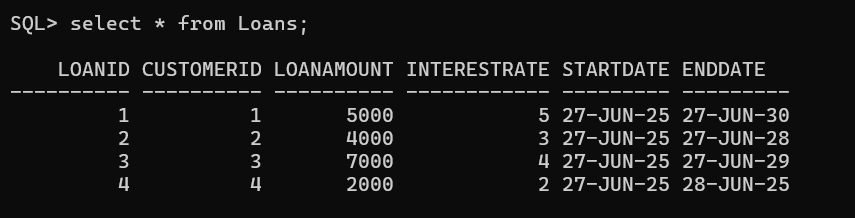 SQL> select * from Loans;
LOANID CUSTOMERID LOANAMOUNT INTERESTRATE STARTDATE ENDDATE
---------- ---------- ---------- ------------ --------- ---------
1 1 5000 5 27-JUN-25 27-JUN-30
2 2 4000 3 27-JUN-25 27-JUN-28
3 3 7000 4 27-JUN-25 27-JUN-29
4 4 2000 2 27-JUN-25 28-JUN-25